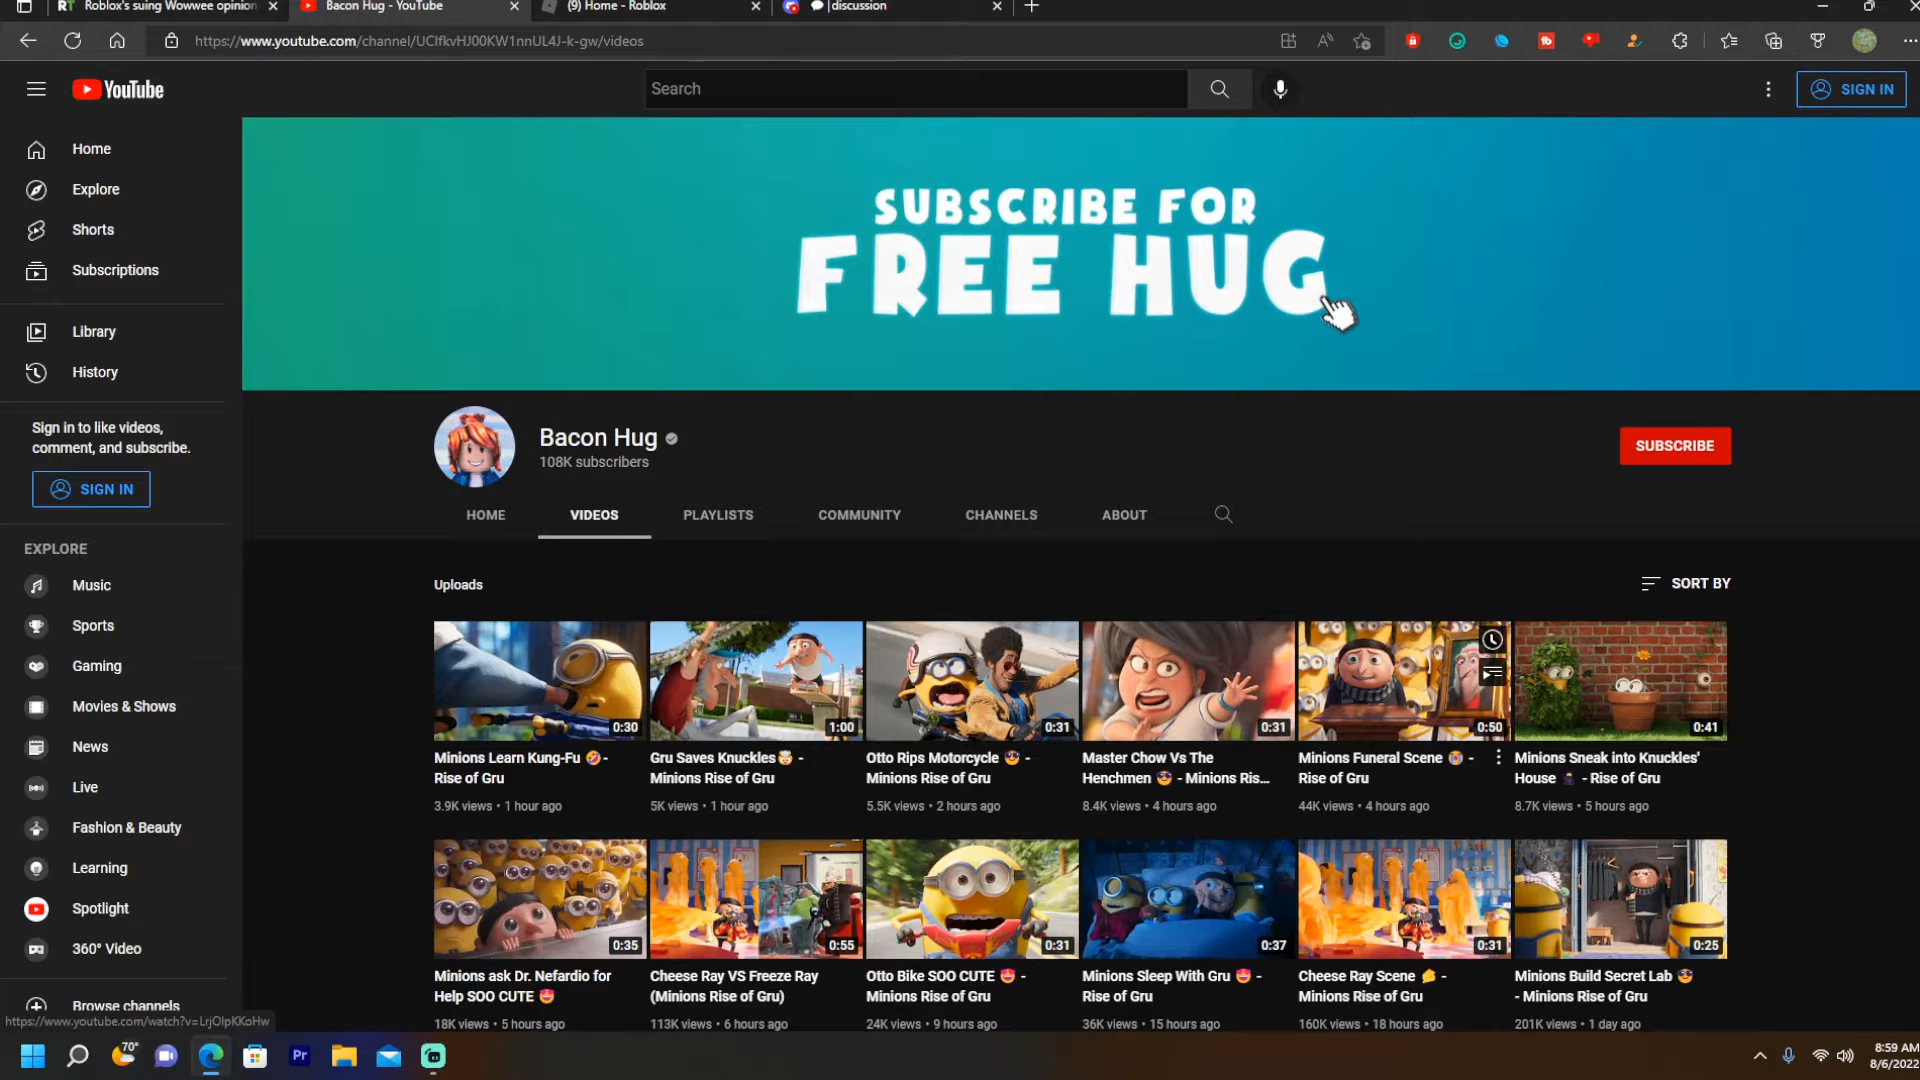 Roblox's suing Wowwee opinion
Bacon Hug - YouTube
(9) Home - Roblox
|discussion
https://www.youtube.com/channel/UCIfkvHJ00KW1nnUL4J-k-gw/videos
YouTube
Search
SIGN IN
Home
Explore
Shorts
Subscriptions
Library
History
Sign in to like videos,
comment, and subscribe.
SIGN IN
EXPLORE
Music
Sports
Gaming
Movies & Shows
News
Live
Fashion & Beauty
Learning
Spotlight
360° Video
Browse channels
SUBSCRIBE FOR
FREE HUG
Bacon Hug
108K subscribers
SUBSCRIBE
HOME
VIDEOS
PLAYLISTS
COMMUNITY
CHANNELS
ABOUT
Uploads
SORT BY
0:30
Minions Learn Kung-Fu 🤣-
Rise of Gru
3.9K views • 1 hour ago
1:00
Gru Saves Knuckles🤯 -
Minions Rise of Gru
5K views • 1 hour ago
0:31
Otto Rips Motorcycle 😎 -
Minions Rise of Gru
5.5K views • 2 hours ago
0:31
Master Chow Vs The
Henchmen 😎 - Minions Ris...
8.4K views • 4 hours ago
0:50
Minions Funeral Scene 😭 -
Rise of Gru
44K views • 4 hours ago
0:41
Minions Sneak into Knuckles'
House 🥷 - Rise of Gru
8.7K views • 5 hours ago
0:35
Minions ask Dr. Nefardio for
Help SOO CUTE 😍
18K views • 5 hours ago
0:55
Cheese Ray VS Freeze Ray
(Minions Rise of Gru)
113K views • 6 hours ago
0:31
Otto Bike SOO CUTE 😍 -
Minions Rise of Gru
24K views • 9 hours ago
0:37
Minions Sleep With Gru 😍 -
Rise of Gru
36K views • 15 hours ago
0:31
Cheese Ray Scene 🧀 -
Minions Rise of Gru
160K views • 18 hours ago
0:25
Minions Build Secret Lab 😎
- Minions Rise of Gru
201K views • 1 day ago
https://www.youtube.com/watch?v=LrjOIpKKoHw
70°
Pr
8:59 AM
8/6/2022